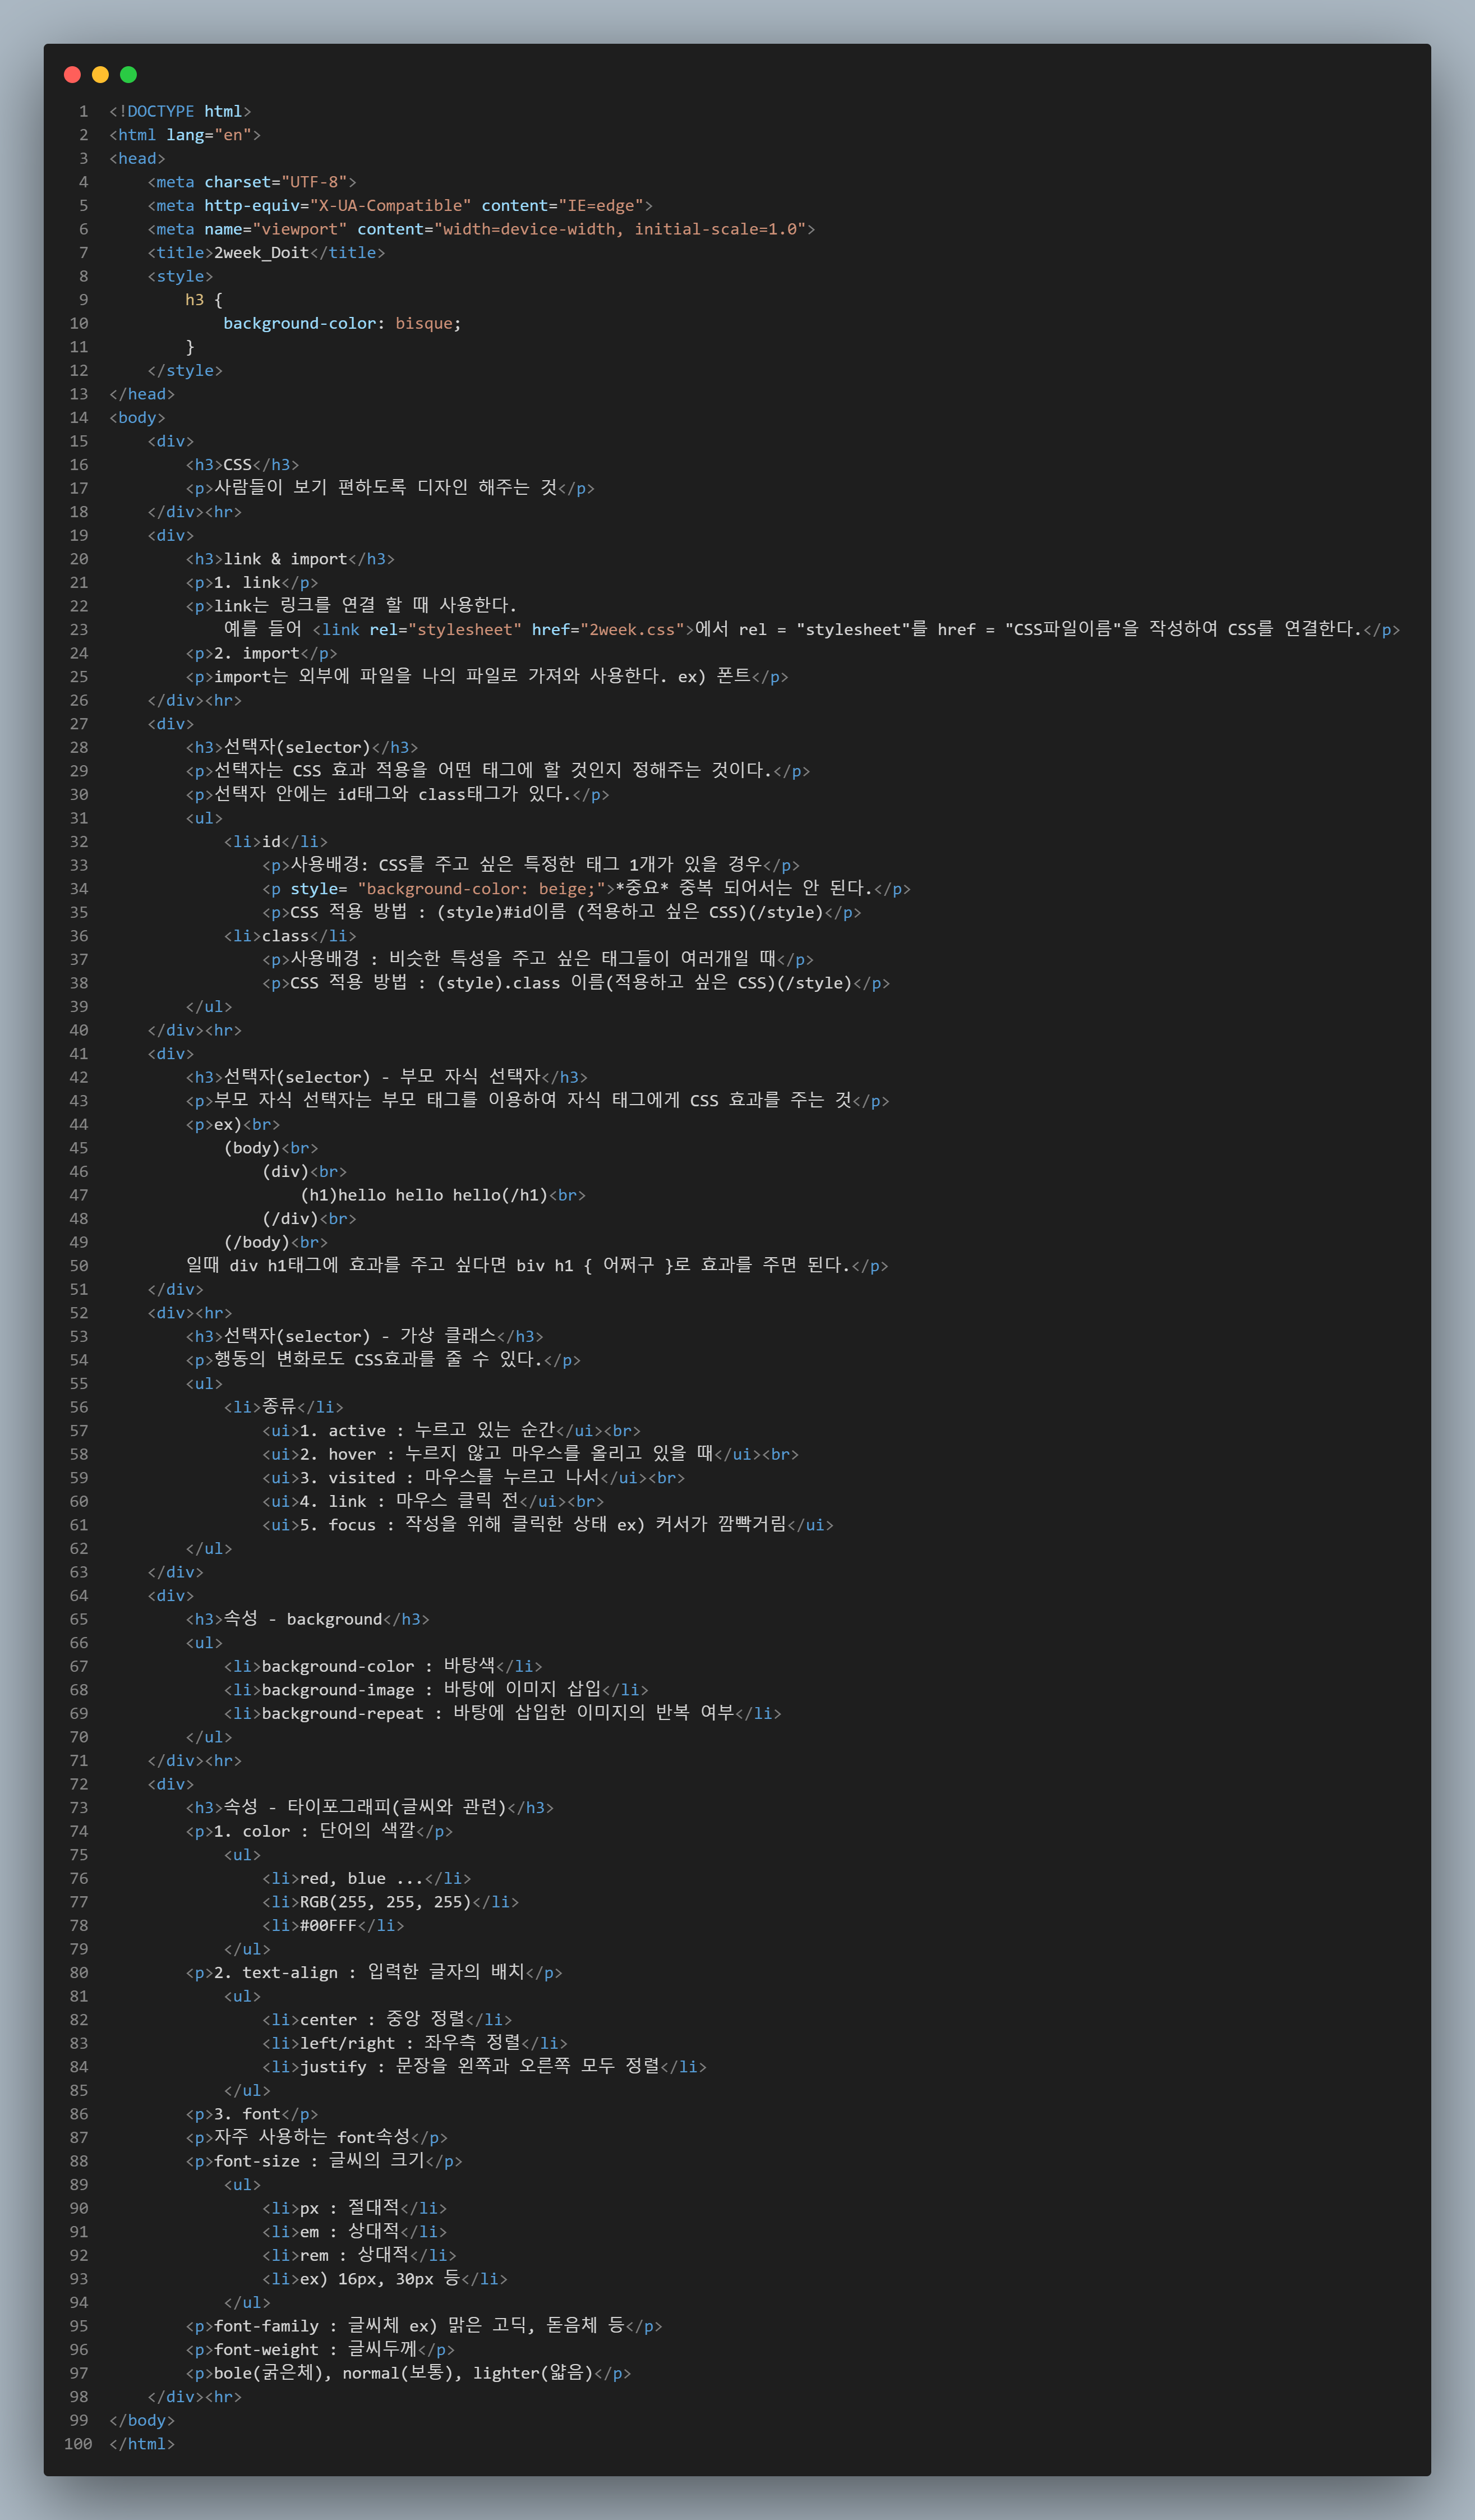 1 <!DOCTYPE html>
2 <html lang="en">
3 <head>
4     <meta charset="UTF-8">
5     <meta http-equiv="X-UA-Compatible" content="IE=edge">
6     <meta name="viewport" content="width=device-width, initial-scale=1.0">
7     <title>2week_Doit</title>
8     <style>
9         h3 {
10             background-color: bisque;
11         }
12     </style>
13 </head>
14 <body>
15     <div>
16         <h3>CSS</h3>
17         <p>사람들이 보기 편하도록 디자인 해주는 것</p>
18     </div><hr>
19     <div>
20         <h3>link & import</h3>
21         <p>1. link</p>
22         <p>link는 링크를 연결 할 때 사용한다.
23             예를 들어 <link rel="stylesheet" href="2week.css">에서 rel = "stylesheet"를 href = "CSS파일이름"을 작성하여 CSS를 연결한다.</p>
24         <p>2. import</p>
25         <p>import는 외부에 파일을 나의 파일로 가져와 사용한다. ex) 폰트</p>
26     </div><hr>
27     <div>
28         <h3>선택자(selector)</h3>
29         <p>선택자는 CSS 효과 적용을 어떤 태그에 할 것인지 정해주는 것이다.</p>
30         <p>선택자 안에는 id태그와 class태그가 있다.</p>
31         <ul>
32             <li>id</li>
33                 <p>사용배경: CSS를 주고 싶은 특정한 태그 1개가 있을 경우</p>
34                 <p style= "background-color: beige;">*중요* 중복 되어서는 안 된다.</p>
35                 <p>CSS 적용 방법 : (style)#id이름 (적용하고 싶은 CSS)(/style)</p>
36             <li>class</li>
37                 <p>사용배경 : 비슷한 특성을 주고 싶은 태그들이 여러개일 때</p>
38                 <p>CSS 적용 방법 : (style).class 이름(적용하고 싶은 CSS)(/style)</p>
39         </ul>
40     </div><hr>
41     <div>
42         <h3>선택자(selector) - 부모 자식 선택자</h3>
43         <p>부모 자식 선택자는 부모 태그를 이용하여 자식 태그에게 CSS 효과를 주는 것</p>
44         <p>ex)<br>
45             (body)<br>
46                 (div)<br>
47                     (h1)hello hello hello(/h1)<br>
48                 (/div)<br>
49             (/body)<br>
50         일때 div h1태그에 효과를 주고 싶다면 biv h1 { 어쩌구 }로 효과를 주면 된다.</p>
51     </div>
52     <div><hr>
53         <h3>선택자(selector) - 가상 클래스</h3>
54         <p>행동의 변화로도 CSS효과를 줄 수 있다.</p>
55         <ul>
56             <li>종류</li>
57                 <ui>1. active : 누르고 있는 순간</ui><br>
58                 <ui>2. hover : 누르지 않고 마우스를 올리고 있을 때</ui><br>
59                 <ui>3. visited : 마우스를 누르고 나서</ui><br>
60                 <ui>4. link : 마우스 클릭 전</ui><br>
61                 <ui>5. focus : 작성을 위해 클릭한 상태 ex) 커서가 깜빡거림</ui>
62         </ul>
63     </div>
64     <div>
65         <h3>속성 - background</h3>
66         <ul>
67             <li>background-color : 바탕색</li>
68             <li>background-image : 바탕에 이미지 삽입</li>
69             <li>background-repeat : 바탕에 삽입한 이미지의 반복 여부</li>
70         </ul>
71     </div><hr>
72     <div>
73         <h3>속성 - 타이포그래피(글씨와 관련)</h3>
74         <p>1. color : 단어의 색깔</p>
75             <ul>
76                 <li>red, blue ...</li>
77                 <li>RGB(255, 255, 255)</li>
78                 <li>#00FFF</li>
79             </ul>
80         <p>2. text-align : 입력한 글자의 배치</p>
81             <ul>
82                 <li>center : 중앙 정렬</li>
83                 <li>left/right : 좌우측 정렬</li>
84                 <li>justify : 문장을 왼쪽과 오른쪽 모두 정렬</li>
85             </ul>
86         <p>3. font</p>
87         <p>자주 사용하는 font속성</p>
88         <p>font-size : 글씨의 크기</p>
89             <ul>
90                 <li>px : 절대적</li>
91                 <li>em : 상대적</li>
92                 <li>rem : 상대적</li>
93                 <li>ex) 16px, 30px 등</li>
94             </ul>
95         <p>font-family : 글씨체 ex) 맑은 고딕, 돋음체 등</p>
96         <p>font-weight : 글씨두께</p>
97         <p>bole(굵은체), normal(보통), lighter(얇음)</p>
98     </div><hr>
99 </body>
100 </html>